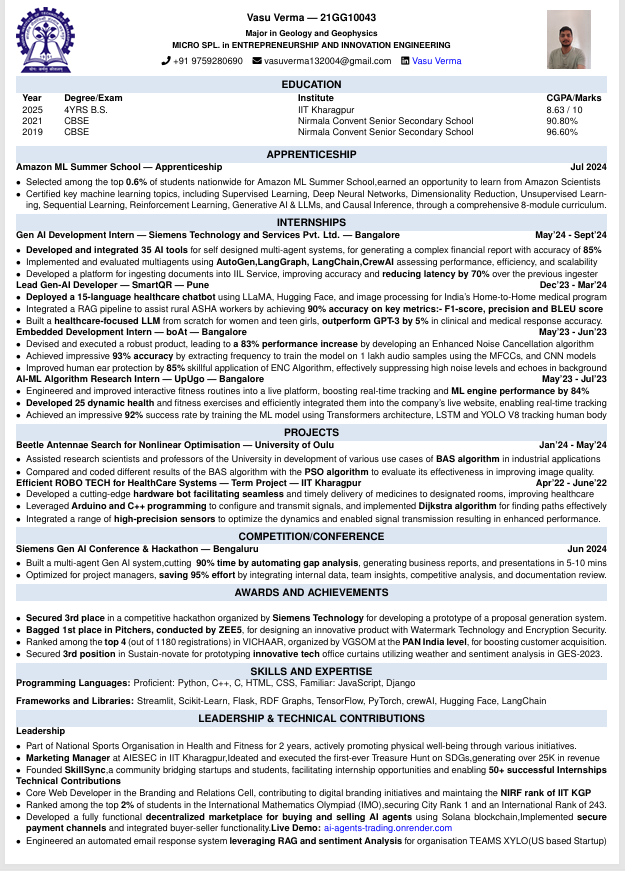 Vasu Verma — 21GG10043
Major in Geology and Geophysics
MICRO SPL. in ENTREPRENEURSHIP AND INNOVATION ENGINEERING
+91 9759280690 vasuverma132004@gmail.com Vasu Verma
EDUCATION
Year Degree/Exam Institute CGPA/Marks
2025 4YRS B.S. IIT Kharagpur 8.63 / 10
2021 CBSE Nirmala Convent Senior Secondary School 90.80%
2019 CBSE Nirmala Convent Senior Secondary School 96.60%
APPRENTICESHIP
Amazon ML Summer School — Apprenticeship Jul 2024
• Selected among the top 0.6% of students nationwide for Amazon ML Summer School,earned an opportunity to learn from Amazon Scientists
• Certified key machine learning topics, including Supervised Learning, Deep Neural Networks, Dimensionality Reduction, Unsupervised Learn-
ing, Sequential Learning, Reinforcement Learning, Generative AI & LLMs, and Causal Inference, through a comprehensive 8-module curriculum.
INTERNSHIPS
Gen AI Development Intern — Siemens Technology and Services Pvt. Ltd. — Bangalore May'24 - Sept'24
• Developed and integrated 35 AI tools for self designed multi-agent systems, for generating a complex financial report with accuracy of 85%
• Implemented and evaluated multiagents using AutoGen,LangGraph, LangChain,CrewAI assessing performance, efficiency, and scalability
• Developed a platform for ingesting documents into IIL Service, improving accuracy and reducing latency by 70% over the previous ingester
Lead Gen-AI Developer — SmartQR — Pune Dec'23 - Mar'24
• Deployed a 15-language healthcare chatbot using LLaMA, Hugging Face, and image processing for India's Home-to-Home medical program
• Integrated a RAG pipeline to assist rural ASHA workers by achieving 90% accuracy on key metrics:- F1-score, precision and BLEU score
• Built a healthcare-focused LLM from scratch for women and teen girls, outperform GPT-3 by 5% in clinical and medical response accuracy.
Embedded Development Intern — boAt — Bangalore May'23 - Jun'23
• Devised and executed a robust product, leading to a 83% performance increase by developing an Enhanced Noise Cancellation algorithm
• Achieved impressive 93% accuracy by extracting frequency to train the model on 1 lakh audio samples using the MFCCs, and CNN models
• Improved human ear protection by 85% skillful application of ENC Algorithm, effectively suppressing high noise levels and echoes in background
AI-ML Algorithm Research Intern — UpUgo — Bangalore May'23 - Jul'23
• Engineered and improved interactive fitness routines into a live platform, boosting real-time tracking and ML engine performance by 84%
• Developed 25 dynamic health and fitness exercises and efficiently integrated them into the company's live website, enabling real-time tracking
• Achieved an impressive 92% success rate by training the ML model using Transformers architecture, LSTM and YOLO V8 tracking human body
PROJECTS
Beetle Antennae Search for Nonlinear Optimisation — University of Oulu Jan'24 - May'24
• Assisted research scientists and professors of the University in development of various use cases of BAS algorithm in industrial applications
• Compared and coded different results of the BAS algorithm with the PSO algorithm to evaluate its effectiveness in improving image quality.
Efficient ROBO TECH for HealthCare Systems — Term Project — IIT Kharagpur Apr'22 - June'22
• Developed a cutting-edge hardware bot facilitating seamless and timely delivery of medicines to designated rooms, improving healthcare
• Leveraged Arduino and C++ programming to configure and transmit signals, and implemented Dijkstra algorithm for finding paths effectively
• Integrated a range of high-precision sensors to optimize the dynamics and enabled signal transmission resulting in enhanced performance.
COMPETITION/CONFERENCE
Siemens Gen AI Conference & Hackathon — Bengaluru Jun 2024
• Built a multi-agent Gen AI system,cutting 90% time by automating gap analysis, generating business reports, and presentations in 5-10 mins
• Optimized for project managers, saving 95% effort by integrating internal data, team insights, competitive analysis, and documentation review.
AWARDS AND ACHIEVEMENTS
• Secured 3rd place in a competitive hackathon organized by Siemens Technology for developing a prototype of a proposal generation system.
• Bagged 1st place in Pitchers, conducted by ZEE5, for designing an innovative product with Watermark Technology and Encryption Security.
• Ranked among the top 4 (out of 1180 registrations) in VICHAAR, organized by VGSOM at the PAN India level, for boosting customer acquisition.
• Secured 3rd position in Sustain-novate for prototyping innovative tech office curtains utilizing weather and sentiment analysis in GES-2023.
SKILLS AND EXPERTISE
Programming Languages: Proficient: Python, C++, C, HTML, CSS, Familiar: JavaScript, Django
Frameworks and Libraries: Streamlit, Scikit-Learn, Flask, RDF Graphs, TensorFlow, PyTorch, crewAI, Hugging Face, LangChain
LEADERSHIP & TECHNICAL CONTRIBUTIONS
Leadership
• Part of National Sports Organisation in Health and Fitness for 2 years, actively promoting physical well-being through various initiatives.
• Marketing Manager at AIESEC in IIT Kharagpur,Ideated and executed the first-ever Treasure Hunt on SDGs,generating over 25K in revenue
• Founded SkillSync,a community bridging startups and students, facilitating internship opportunities and enabling 50+ successful Internships
Technical Contributions
• Core Web Developer in the Branding and Relations Cell, contributing to digital branding initiatives and maintaing the NIRF rank of IIT KGP
• Ranked among the top 2% of students in the International Mathematics Olympiad (IMO),securing City Rank 1 and an International Rank of 243.
• Developed a fully functional decentralized marketplace for buying and selling AI agents using Solana blockchain,Implemented secure
payment channels and integrated buyer-seller functionality.Live Demo: ai-agents-trading.onrender.com
• Engineered an automated email response system leveraging RAG and sentiment Analysis for organisation TEAMS XYLO(US based Startup)